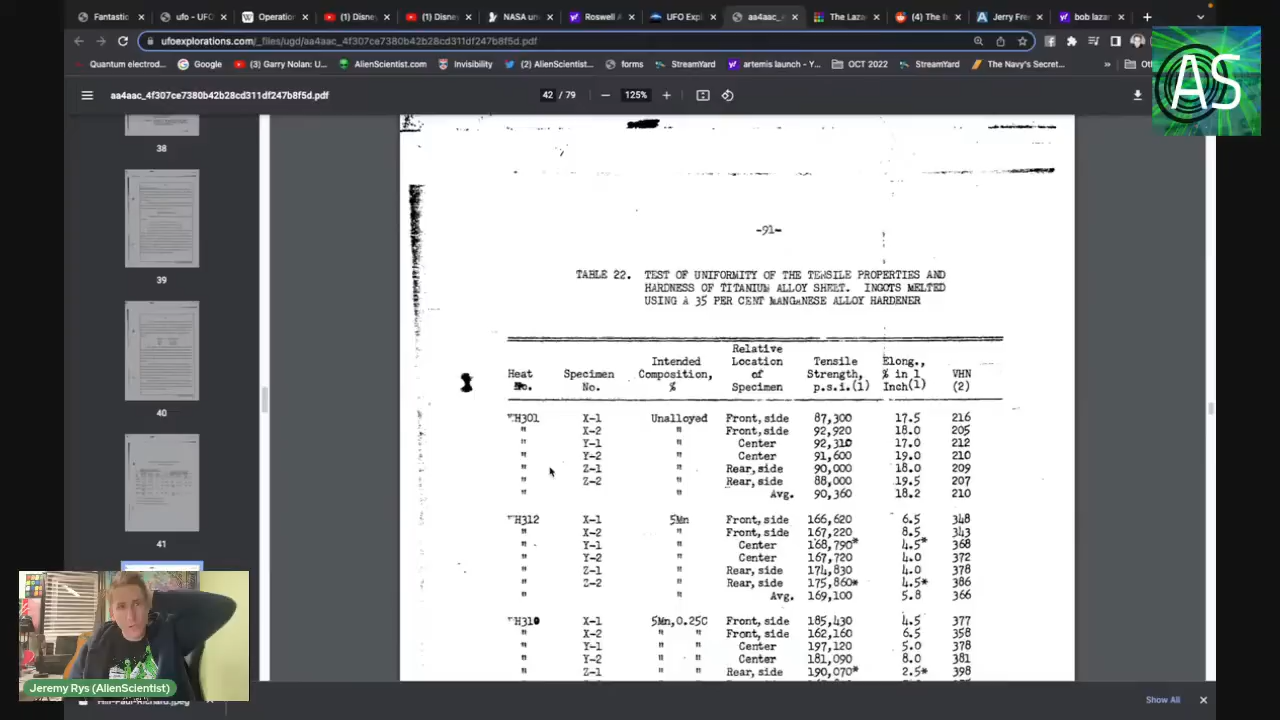 Fantastic
ufo - UFO
Operation
(1) Disne
(1) Disne
NASA un
Roswell A
UFO Expl
aa4aac_4
The Laza
(4) The
Jerry Fre
bob lazar
ufoexplorations.com/_files/ugd/aa4aac_4f307ce7380b42b28cd311df247b8f5d.pdf
Quantum electrod...
Google
(3) Garry Nolan: U...
AlienScientist.com
Invisibility
(2) AlienScientist...
forms
StreamYard
artemis launch - Y...
OCT 2022
StreamYard
The Navy's Secret...
»
AS
aa4aac_4f307ce7380b42b28cd311df247b8f5d.pdf
42 / 79
125%
38
39
40
41
-91-
TABLE 22. TEST OF UNIFORMITY OF THE TENSILE PROPERTIES AND
HARDNESS OF TITANIUM ALLOY SHEET. INGOTS MELTED
USING A 35 PER CENT MANGANESE ALLOY HARDENER
Relative
Intended Location Tensile Elong.,
Heat Specimen Composition, of Strength, % in 1 VHN
No. No. % Specimen p.s.i.(1) Inch(1) (2)
WH301 X-1 Unalloyed Front, side 87,300 17.5 216
" X-2 " Front, side 92,920 18.0 205
" Y-1 " Center 92,310 17.0 212
" Y-2 " Center 91,600 19.0 210
" Z-1 " Rear, side 90,000 18.0 209
" Z-2 " Rear, side 88,000 19.5 207
" " Avg. 90,360 18.2 210
WH312 X-1 5Mn Front, side 166,620 6.5 348
" X-2 " Front, side 167,220 8.5 343
" Y-1 " Center 168,790* 4.5* 368
" Y-2 " Center 167,720 4.0 372
" Z-1 " Rear, side 174,830 4.0 378
" Z-2 " Rear, side 175,860* 4.5* 386
" " Avg. 169,100 5.8 366
WH310 X-1 5Mn,0.25C Front, side 185,430 4.5 377
" X-2 " " Front, side 162,160 6.5 358
" Y-1 " " Center 197,120 5.0 378
" Y-2 " " Center 181,090 8.0 381
" Z-1 " " Rear, side 190,070* 2.5* 398
Jeremy Rys (AlienScientist)
Hill-Paul-Richard.jpeg
Show All